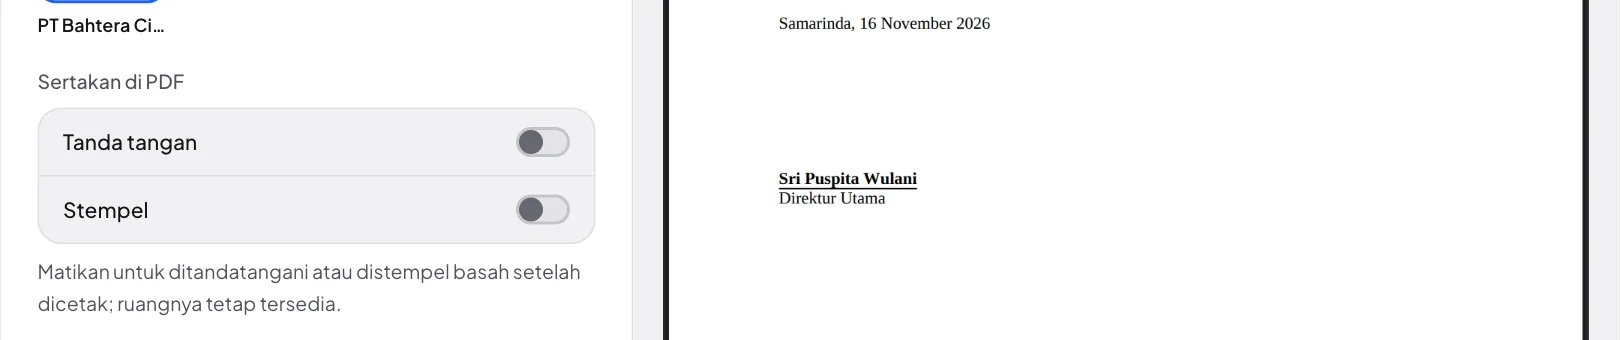 PT Bahtera Ci...
Sertakan di PDF
Tanda tangan
Stempel
Matikan untuk ditandatangani atau distempel basah setelah
dicetak; ruangnya tetap tersedia.
Samarinda, 16 November 2026
Sri Puspita Wulani
Direktur Utama